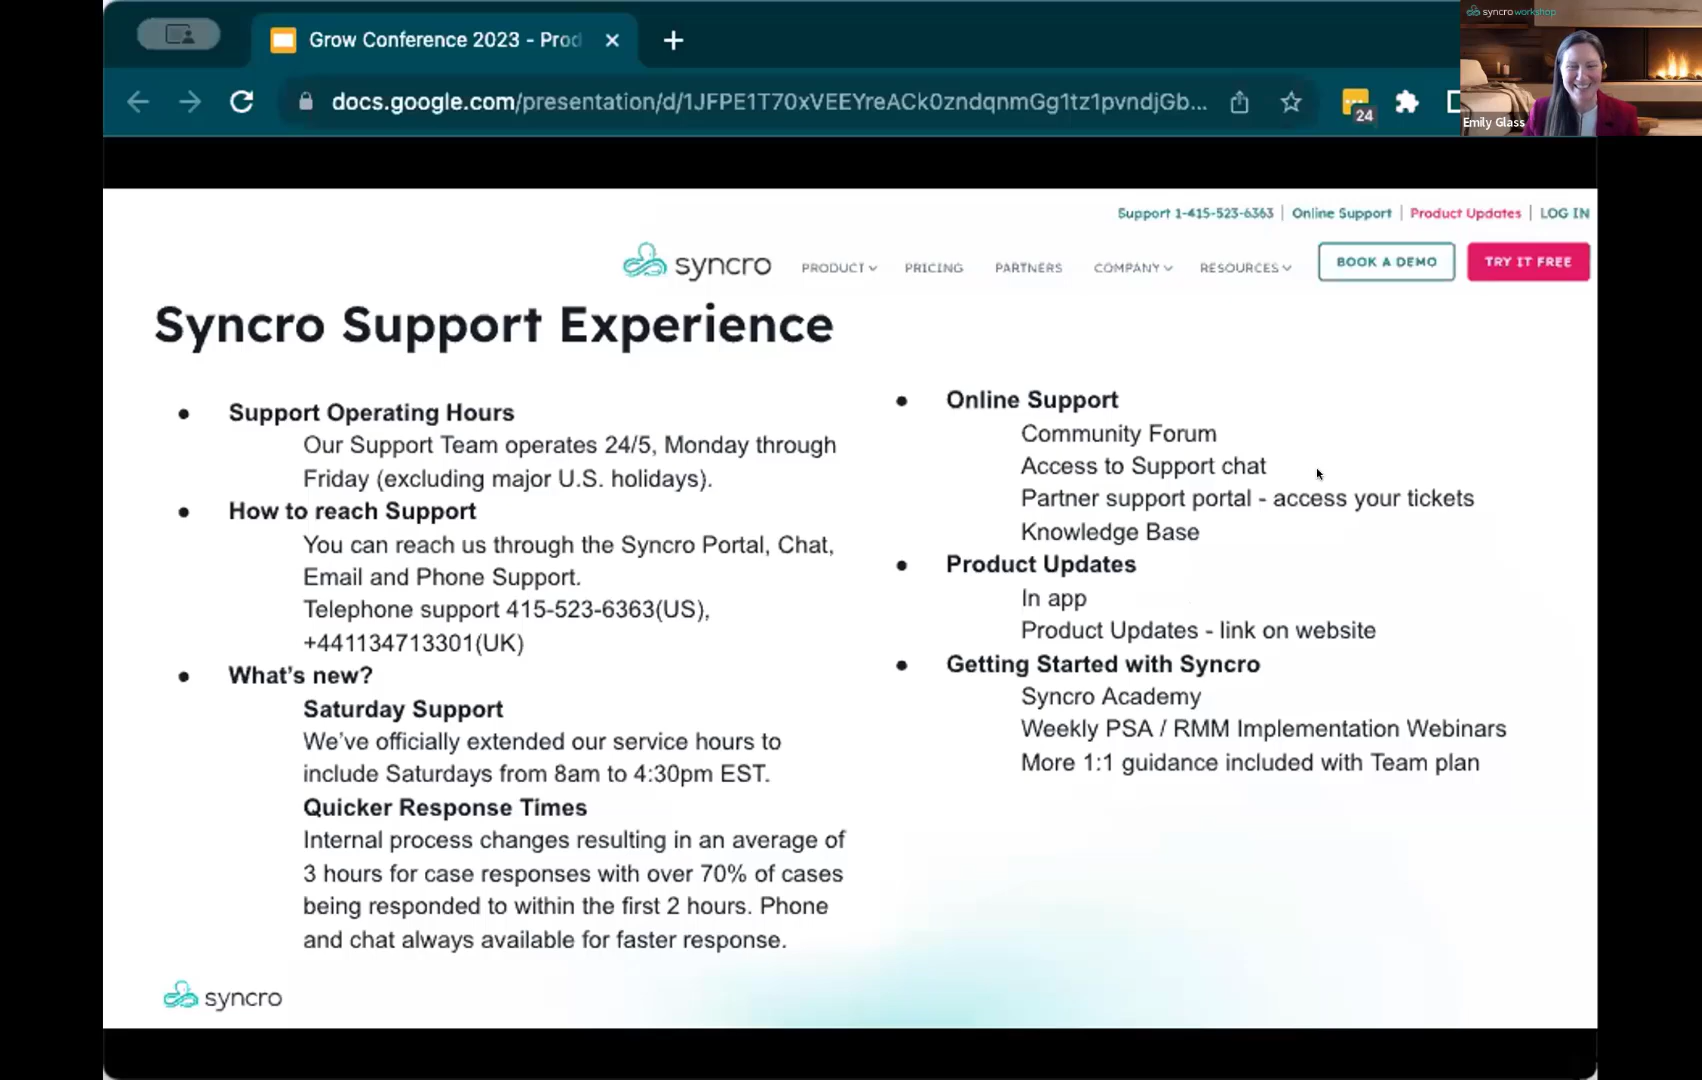 Grow Conference 2023 - Prod
docs.google.com/presentation/d/1JFPE1T70xVEEYreACk0zndqnmGg1tz1pvndjGb...
24
syncro workshop
Emily Glass
Support 1-415-523-6363 | Online Support | Product Updates | LOG IN
syncro
PRODUCT
PRICING
PARTNERS
COMPANY
RESOURCES
BOOK A DEMO
TRY IT FREE
Syncro Support Experience
• Support Operating Hours
Our Support Team operates 24/5, Monday through
Friday (excluding major U.S. holidays).
• How to reach Support
You can reach us through the Syncro Portal, Chat,
Email and Phone Support.
Telephone support 415-523-6363(US),
+441134713301(UK)
• What's new?
Saturday Support
We've officially extended our service hours to
include Saturdays from 8am to 4:30pm EST.
Quicker Response Times
Internal process changes resulting in an average of
3 hours for case responses with over 70% of cases
being responded to within the first 2 hours. Phone
and chat always available for faster response.
• Online Support
Community Forum
Access to Support chat
Partner support portal - access your tickets
Knowledge Base
• Product Updates
In app
Product Updates - link on website
• Getting Started with Syncro
Syncro Academy
Weekly PSA / RMM Implementation Webinars
More 1:1 guidance included with Team plan
syncro